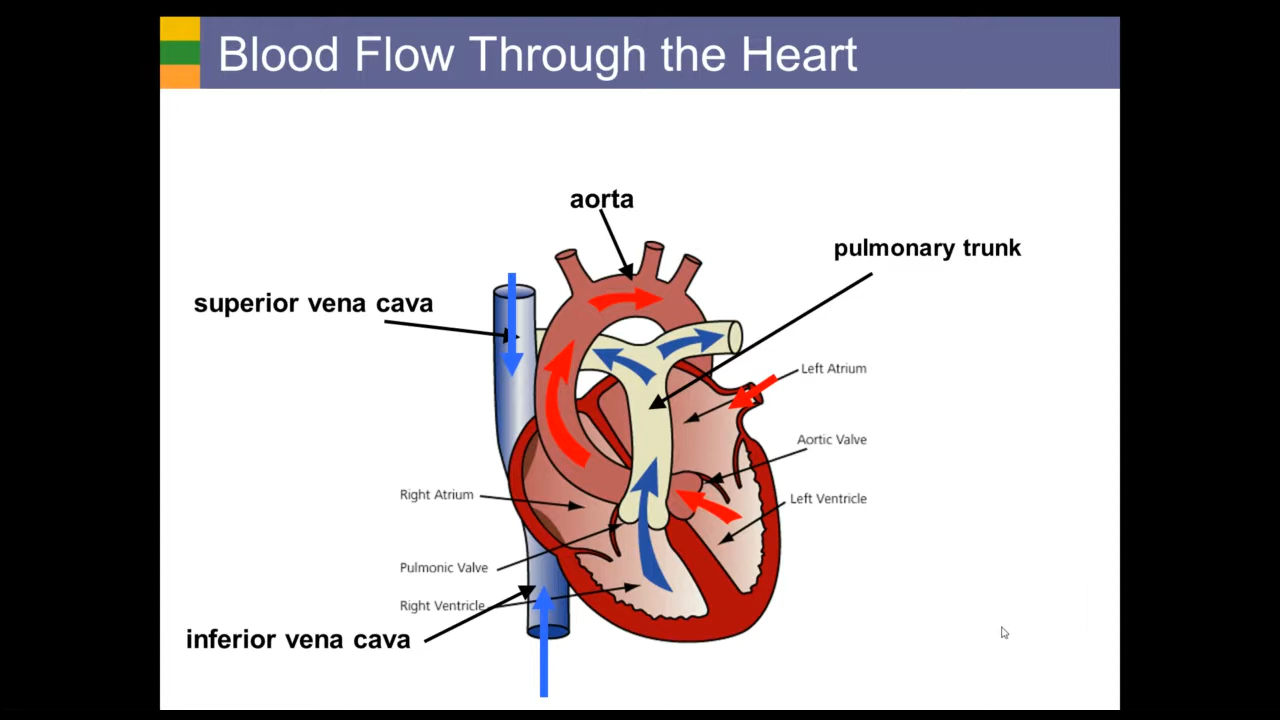 Blood Flow Through the Heart
aorta
pulmonary trunk
superior vena cava
Left Atrium
Aortic Valve
Right Atrium
Left Ventricle
Pulmonic Valve
Right Ventricle
inferior vena cava